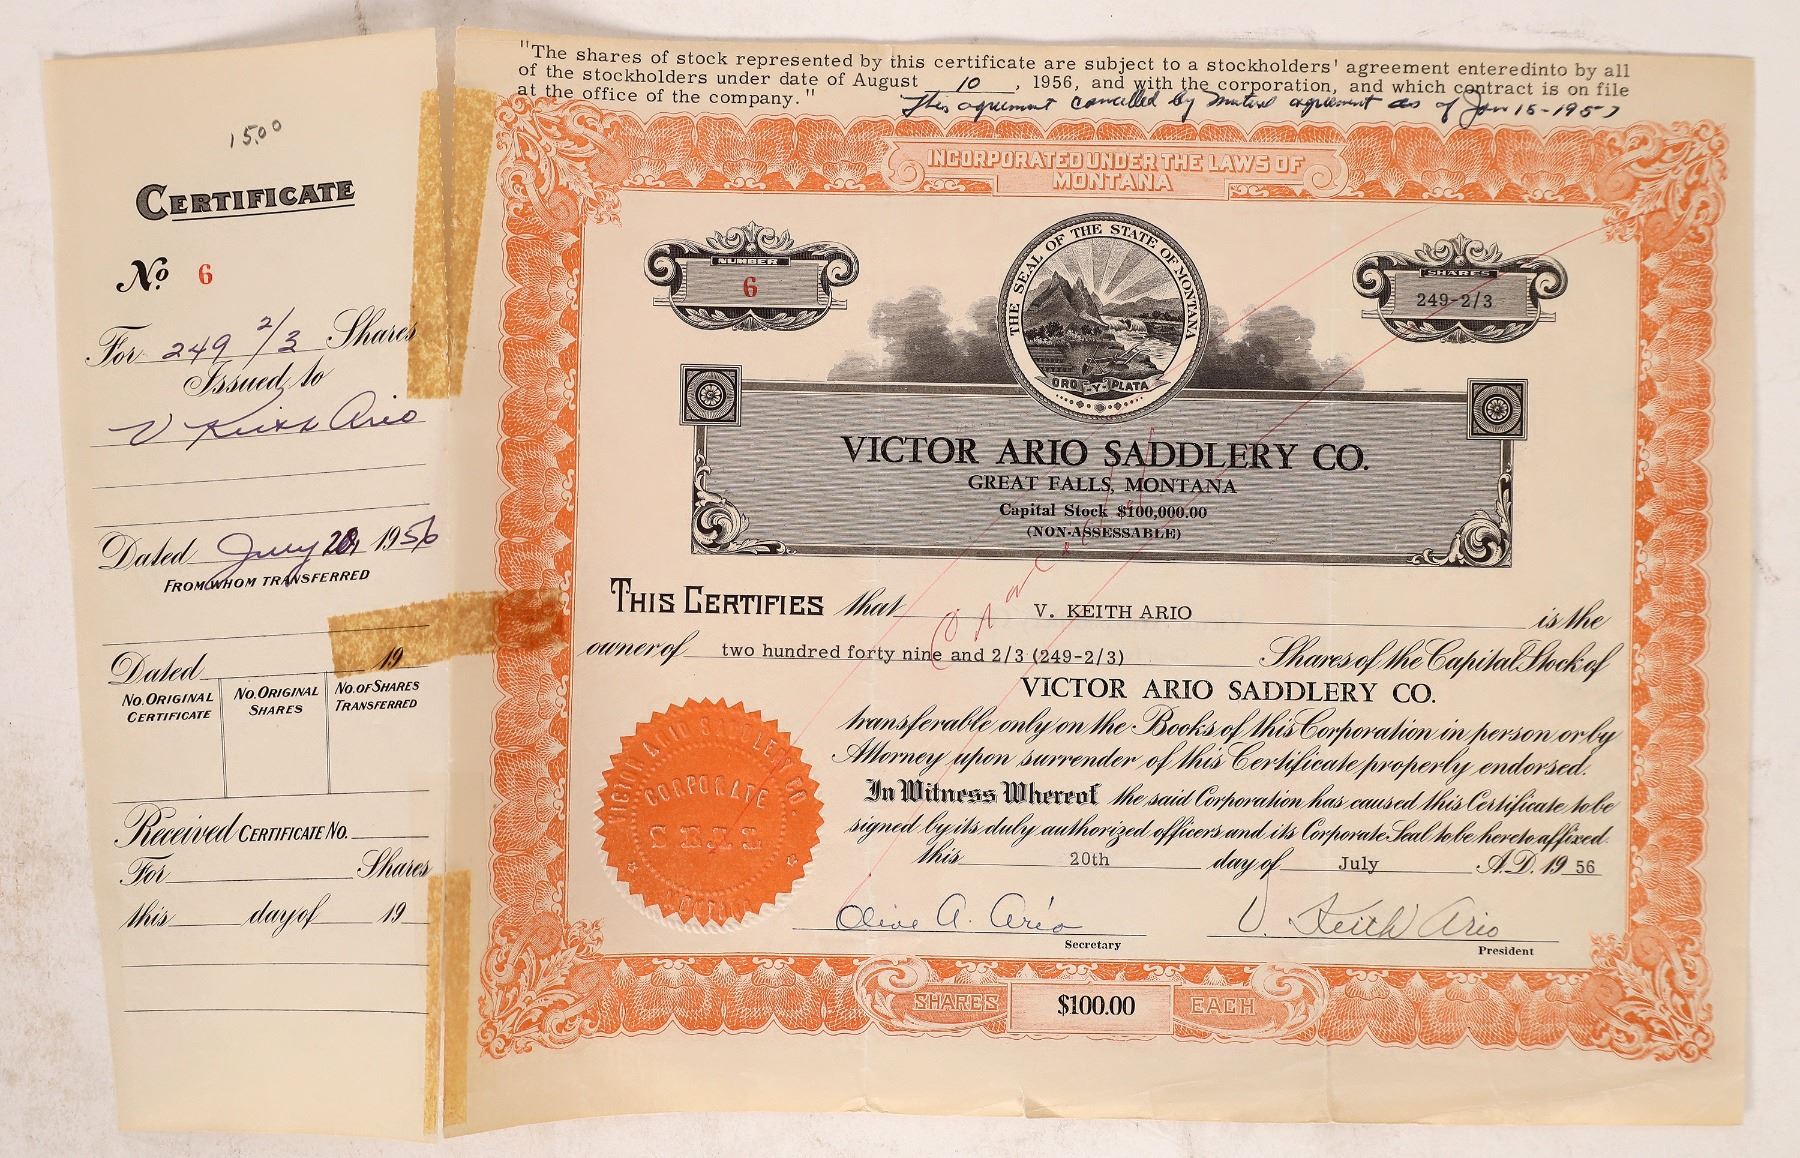 "The shares of stock represented by this certificate are subject to a stockholders' agreement enteredinto by all
of the stockholders under date of August 10, 1956, and with the corporation, and which contract is on file
at the office of the company."
This agreement cancelled by mutual agreement as of Jan 15-1957
1500
CERTIFICATE
No. 6
For 249 2/3 Shares
Issued to
V Keith Ario
Dated July 20, 1956
FROM WHOM TRANSFERRED
Dated 19
NO. ORIGINAL CERTIFICATE
NO. ORIGINAL SHARES
NO. OF SHARES TRANSFERRED
Received CERTIFICATE NO.
For Shares
this day of 19
INCORPORATED UNDER THE LAWS OF
MONTANA
NUMBER
6
THE SEAL OF THE STATE OF MONTANA
ORO-Y-PLATA
SHARES
249-2/3
VICTOR ARIO SADDLERY CO.
GREAT FALLS, MONTANA
Capital Stock $100,000.00
(NON-ASSESSABLE)
Cancelled
THIS CERTIFIES that V. KEITH ARIO is the
owner of two hundred forty nine and 2/3 (249-2/3) Shares of the Capital Stock of
VICTOR ARIO SADDLERY CO.
transferable only on the Books of this Corporation in person or by
Attorney upon surrender of this Certificate properly endorsed.
In Witness Whereof the said Corporation has caused this Certificate to be
signed by its duly authorized officers and its Corporate Seal to be hereto affixed
this 20th day of July A.D. 19 56
VICTOR ARIO SADDLERY CO.
CORPORATE
SEAL
MONTANA
Olive A. Ario
Secretary
V. Keith Ario
President
SHARES $100.00 EACH